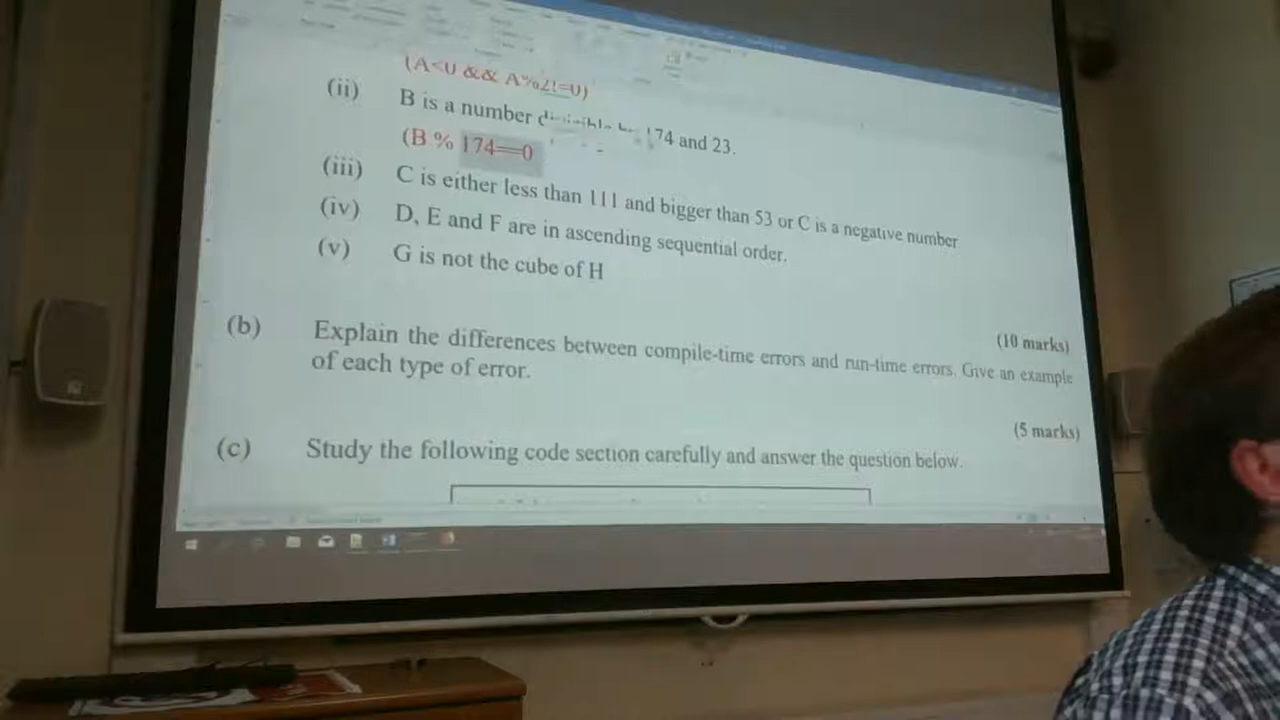 (A<0 && A%2!=0)
(ii) B is a number divisible by 174 and 23.
(B % 174==0
(iii) C is either less than 111 and bigger than 53 or C is a negative number
(iv) D, E and F are in ascending sequential order.
(v) G is not the cube of H
(10 marks)
(b) Explain the differences between compile-time errors and run-time errors. Give an example
of each type of error.
(5 marks)
(c) Study the following code section carefully and answer the question below.